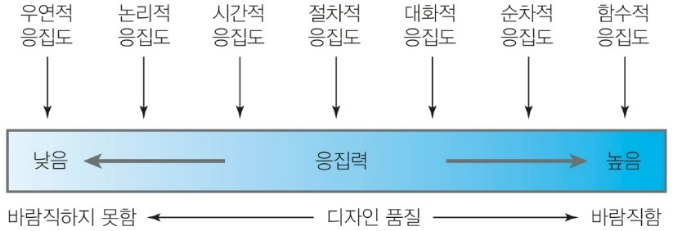 우연적 논리적 시간적 절차적 대화적 순차적 함수적
응집도 응집도 응집도 응집도 응집도 응집도 응집도
낮음 응집력 높음
바람직하지 못함 디자인 품질 바람직함